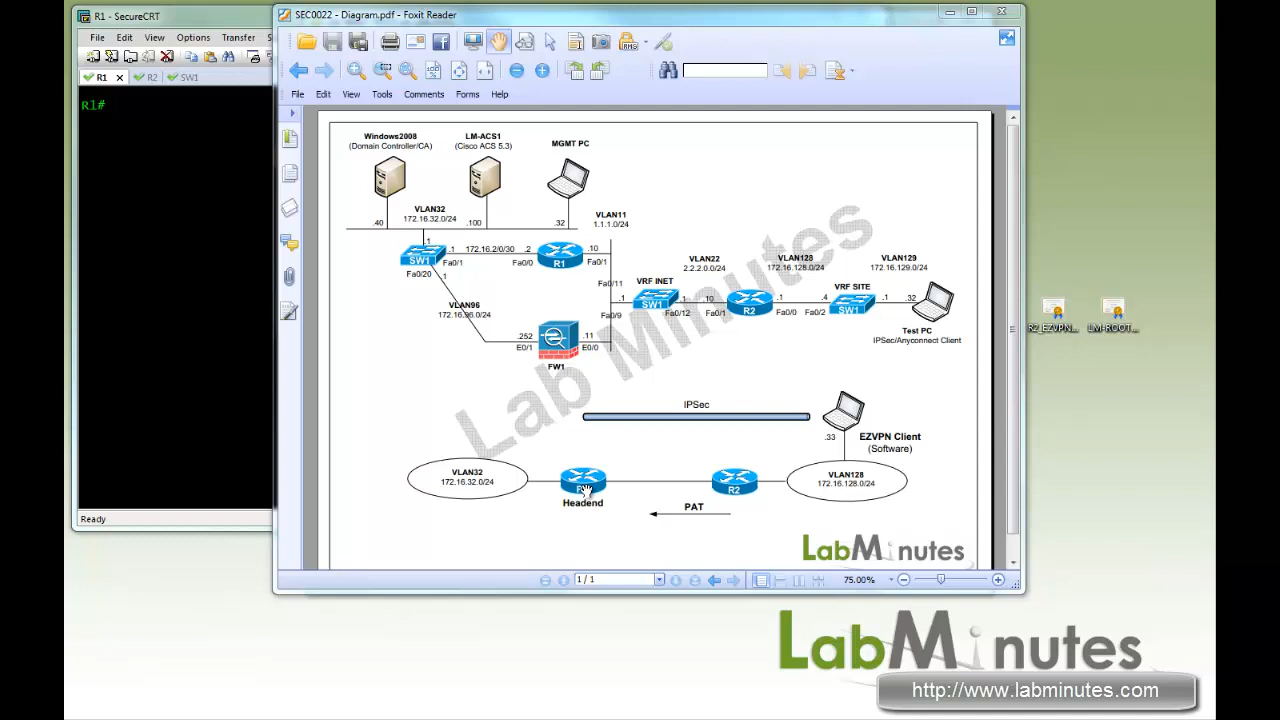 R1 - SecureCRT
File Edit View Options Transfer S
R1 R2 SW1
R1#
Ready
SEC0022 - Diagram.pdf - Foxit Reader
File Edit View Tools Comments Forms Help
Windows2008
(Domain Controller/CA)
LM-ACS1
(Cisco ACS 5.3)
MGMT PC
VLAN32
172.16.32.0/24
.40
.100
.32
VLAN11
1.1.1.0/24
.1
SW1
.1
172.16.2/0/30
.2
R1
.10
Fa0/20
Fa0/1
Fa0/0
Fa0/1
.1
VLAN96
172.16.96.0/24
.252
E0/1
FW1
.11
E0/0
Fa0/11
Fa0/9
VRF INET
.1
SW1
.1
Fa0/12
VLAN22
2.2.2.0/24
.10
Fa0/1
R2
.1
Fa0/0
VLAN128
172.16.128.0/24
.4
Fa0/2
VRF SITE
SW1
.1
VLAN129
172.16.129.0/24
.32
Test PC
IPSec/Anyconnect Client
Lab Minutes
IPSec
.33
EZVPN Client
(Software)
VLAN32
172.16.32.0/24
Headend
R2
VLAN128
172.16.128.0/24
PAT
LabMinutes
1 / 1
75.00%
R2_EZVPN...
LM-ROOT...
LabMinutes
http://www.labminutes.com